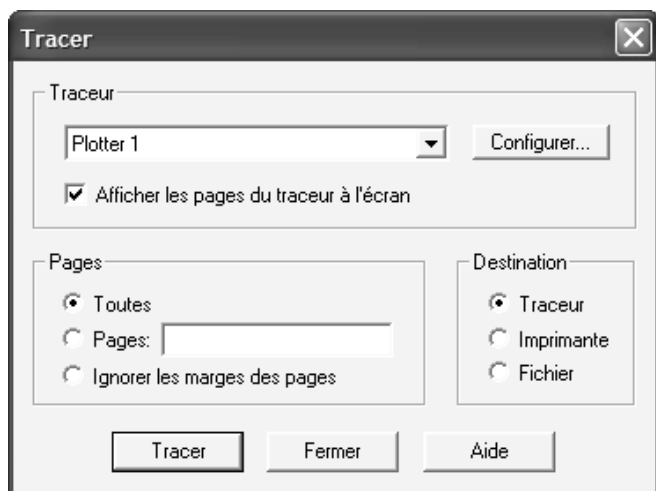 Tracer
Traceur
Plotter 1
Configurer...
Afficher les pages du traceur à l'écran
Pages
Toutes
Pages:
Ignorer les marges des pages
Destination
Traceur
Imprimante
Fichier
Tracer
Fermer
Aide